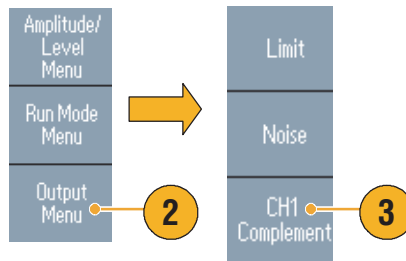 Amplitude/
Level
Menu
Run Mode
Menu
Output
Menu
2
Limit
Noise
CH1
Complement
3